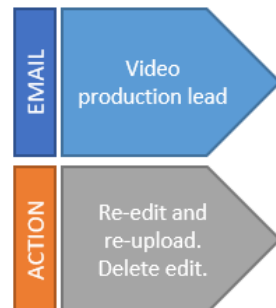 EMAIL
Video
production lead
ACTION
Re-edit and
re-upload.
Delete edit.